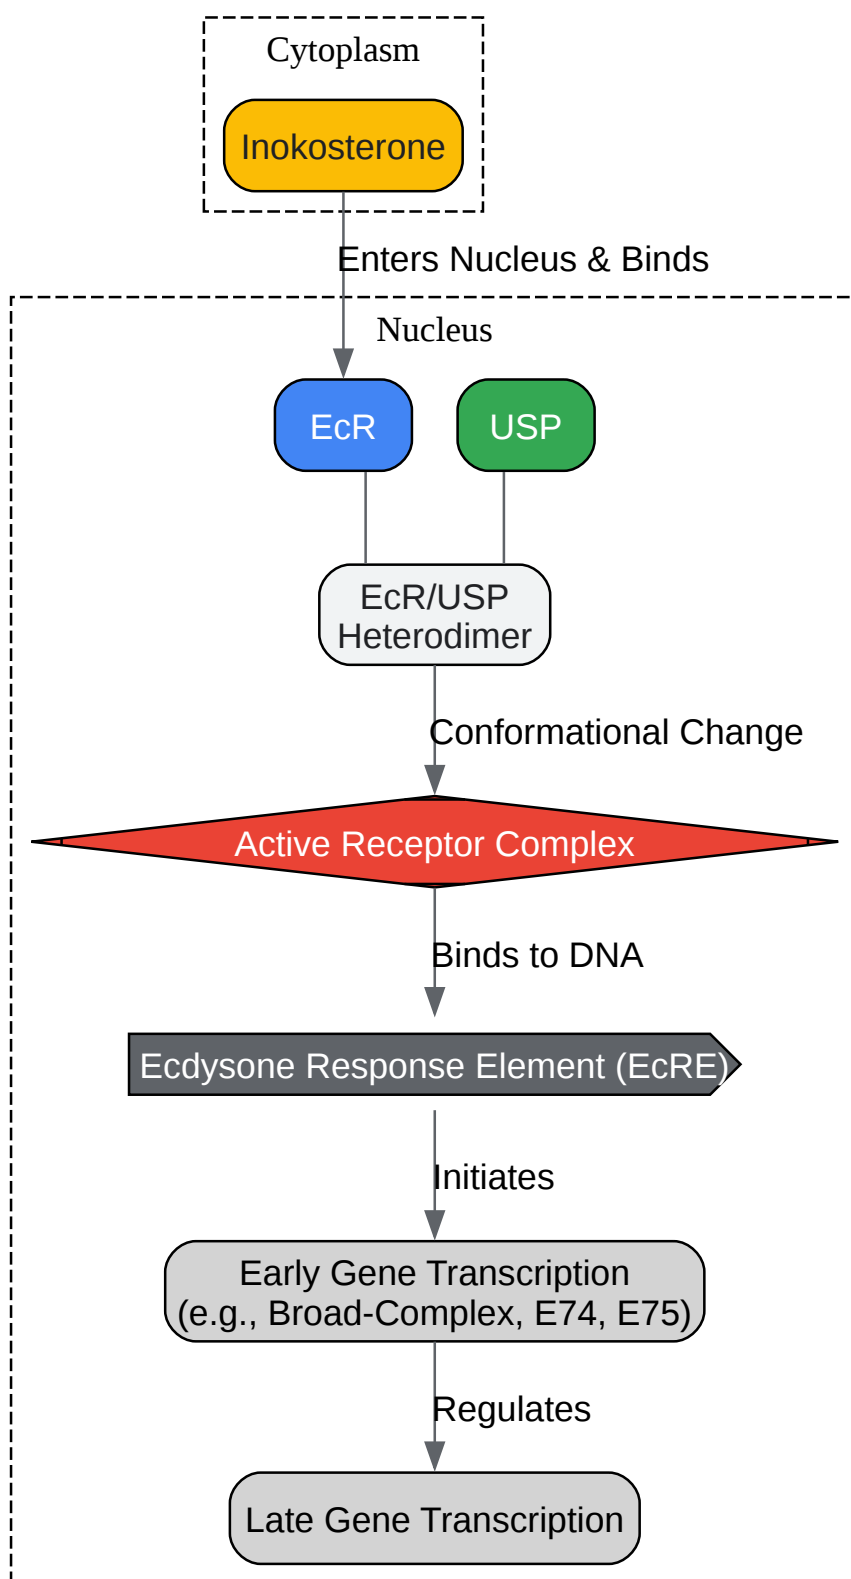 Cytoplasm
Inokosterone
Enters Nucleus & Binds
Nucleus
EcR
USP
EcR/USP
Heterodimer
Conformational Change
Active Receptor Complex
Binds to DNA
Ecdysone Response Element (EcRE)
Initiates
Early Gene Transcription
(e.g., Broad-Complex, E74, E75)
Regulates
Late Gene Transcription